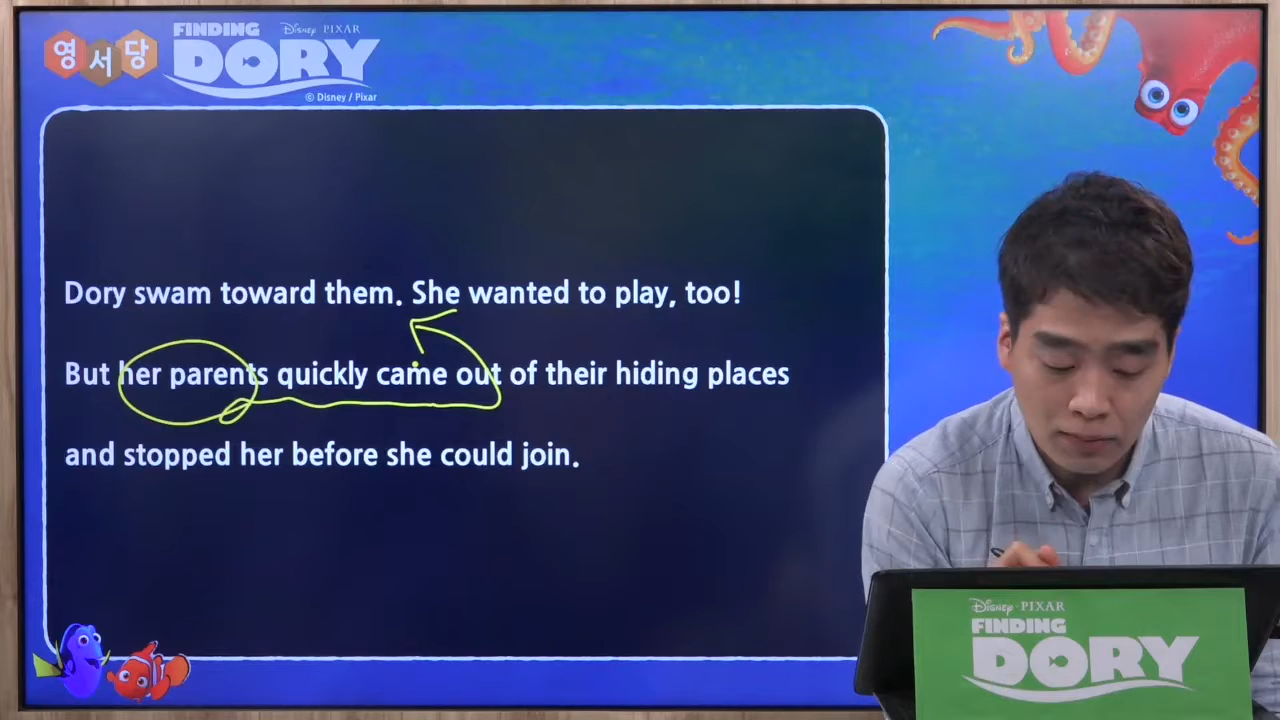 영서당
FINDING
DORY
Disney PIXAR
© Disney / Pixar
Dory swam toward them. She wanted to play, too!
But her parents quickly came out of their hiding places
and stopped her before she could join.
Disney · PIXAR
FINDING
DORY